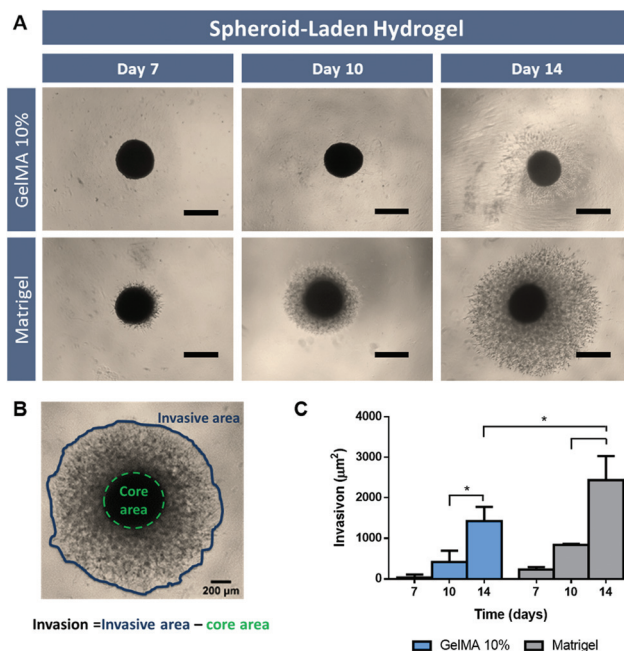 A
Spheroid-Laden Hydrogel
Day 7
Day 10
Day 14
GelMA 10%
Matrigel
B
Invasive area
Core
area
200 µm
Invasion =Invasive area – core area
C
Invasivon (µm²)
4000
3000
2000
1000
0
*
*
7 10 14 7 10 14
Time (days)
GelMA 10% Matrigel